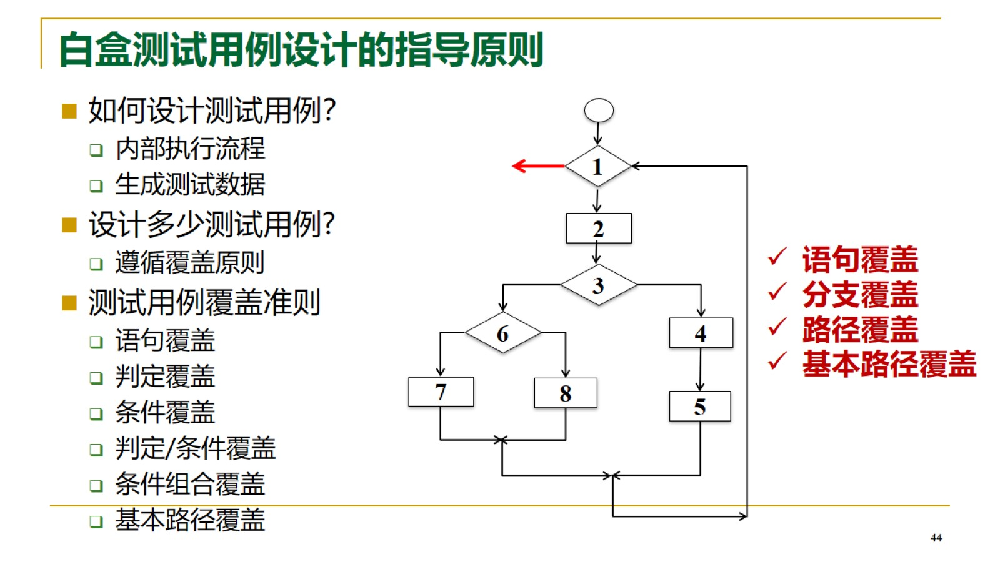 白盒测试用例设计的指导原则
如何设计测试用例?
内部执行流程
生成测试数据
设计多少测试用例?
遵循覆盖原则
测试用例覆盖准则
语句覆盖
判定覆盖
条件覆盖
判定/条件覆盖
条件组合覆盖
基本路径覆盖
1
2
3
6
4
7
8
5
语句覆盖
分支覆盖
路径覆盖
基本路径覆盖
44